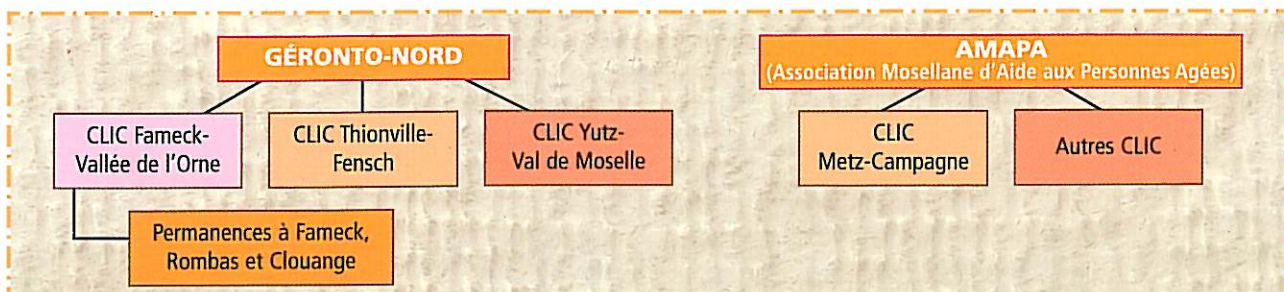 GÉRONTO-NORD
CLIC Fameck-
Vallée de l'Orne
CLIC Thionville-
Fensch
CLIC Yutz-
Val de Moselle
Permanences à Fameck,
Rombas et Clouange
AMAPA
(Association Mosellane d'Aide aux Personnes Agées)
CLIC
Metz-Campagne
Autres CLIC